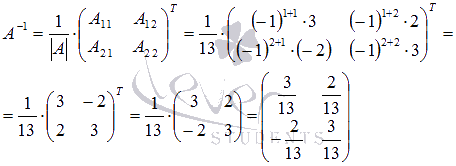 A⁻¹ = 1/|A| · (A₁₁ A₁₂; A₂₁ A₂₂)ᵀ = 1/13 · ((−1)¹⁺¹·3 (−1)¹⁺²·2; (−1)²⁺¹·(−2) (−1)²⁺²·3)ᵀ =
= 1/13 · (3 −2; 2 3)ᵀ = 1/13 · (3 2; −2 3) = (3/13 2/13; −2/13 3/13)
Lover
STUDENTS